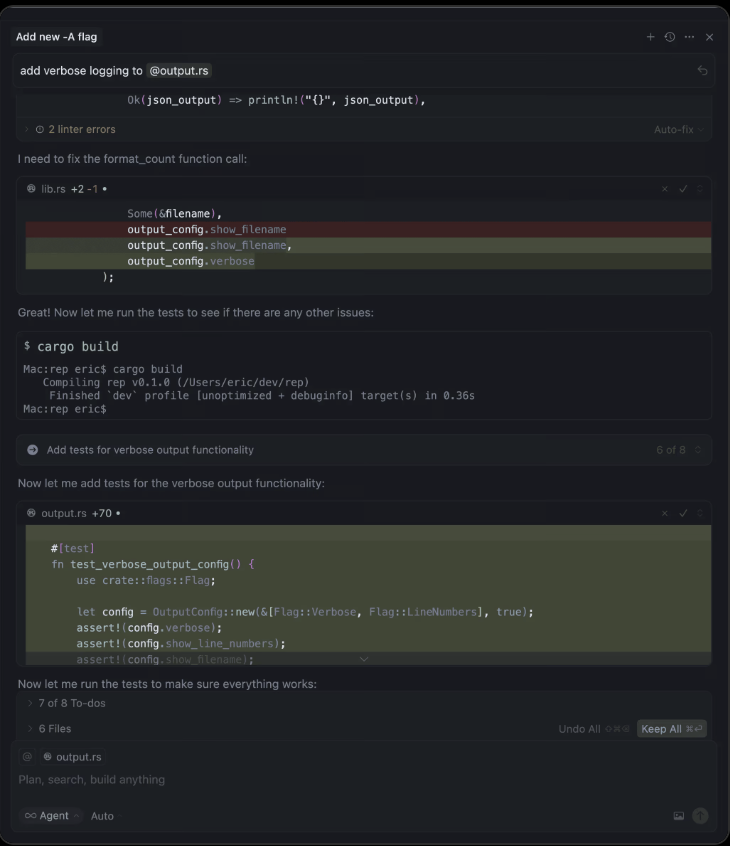 Add new -A flag
add verbose logging to @output.rs
Ok(json_output) => println!("{}", json_output),
2 linter errors
Auto-fix
I need to fix the format_count function call:
lib.rs +2 -1 •
Some(&filename),
output_config.show_filename
output_config.show_filename,
output_config.verbose
);
Great! Now let me run the tests to see if there are any other issues:
$ cargo build
Mac:rep eric$ cargo build
Compiling rep v0.1.0 (/Users/eric/dev/rep)
Finished `dev` profile [unoptimized + debuginfo] target(s) in 0.36s
Mac:rep eric$
Add tests for verbose output functionality
6 of 8
Now let me add tests for the verbose output functionality:
output.rs +70 •
#[test]
fn test_verbose_output_config() {
use crate::flags::Flag;
let config = OutputConfig::new(&[Flag::Verbose, Flag::LineNumbers], true);
assert!(config.verbose);
assert!(config.show_line_numbers);
assert!(config.show_filename);
Now let me run the tests to make sure everything works:
7 of 8 To-dos
6 Files
Undo All
Keep All ⌘⏎
@ output.rs
Plan, search, build anything
∞ Agent
Auto